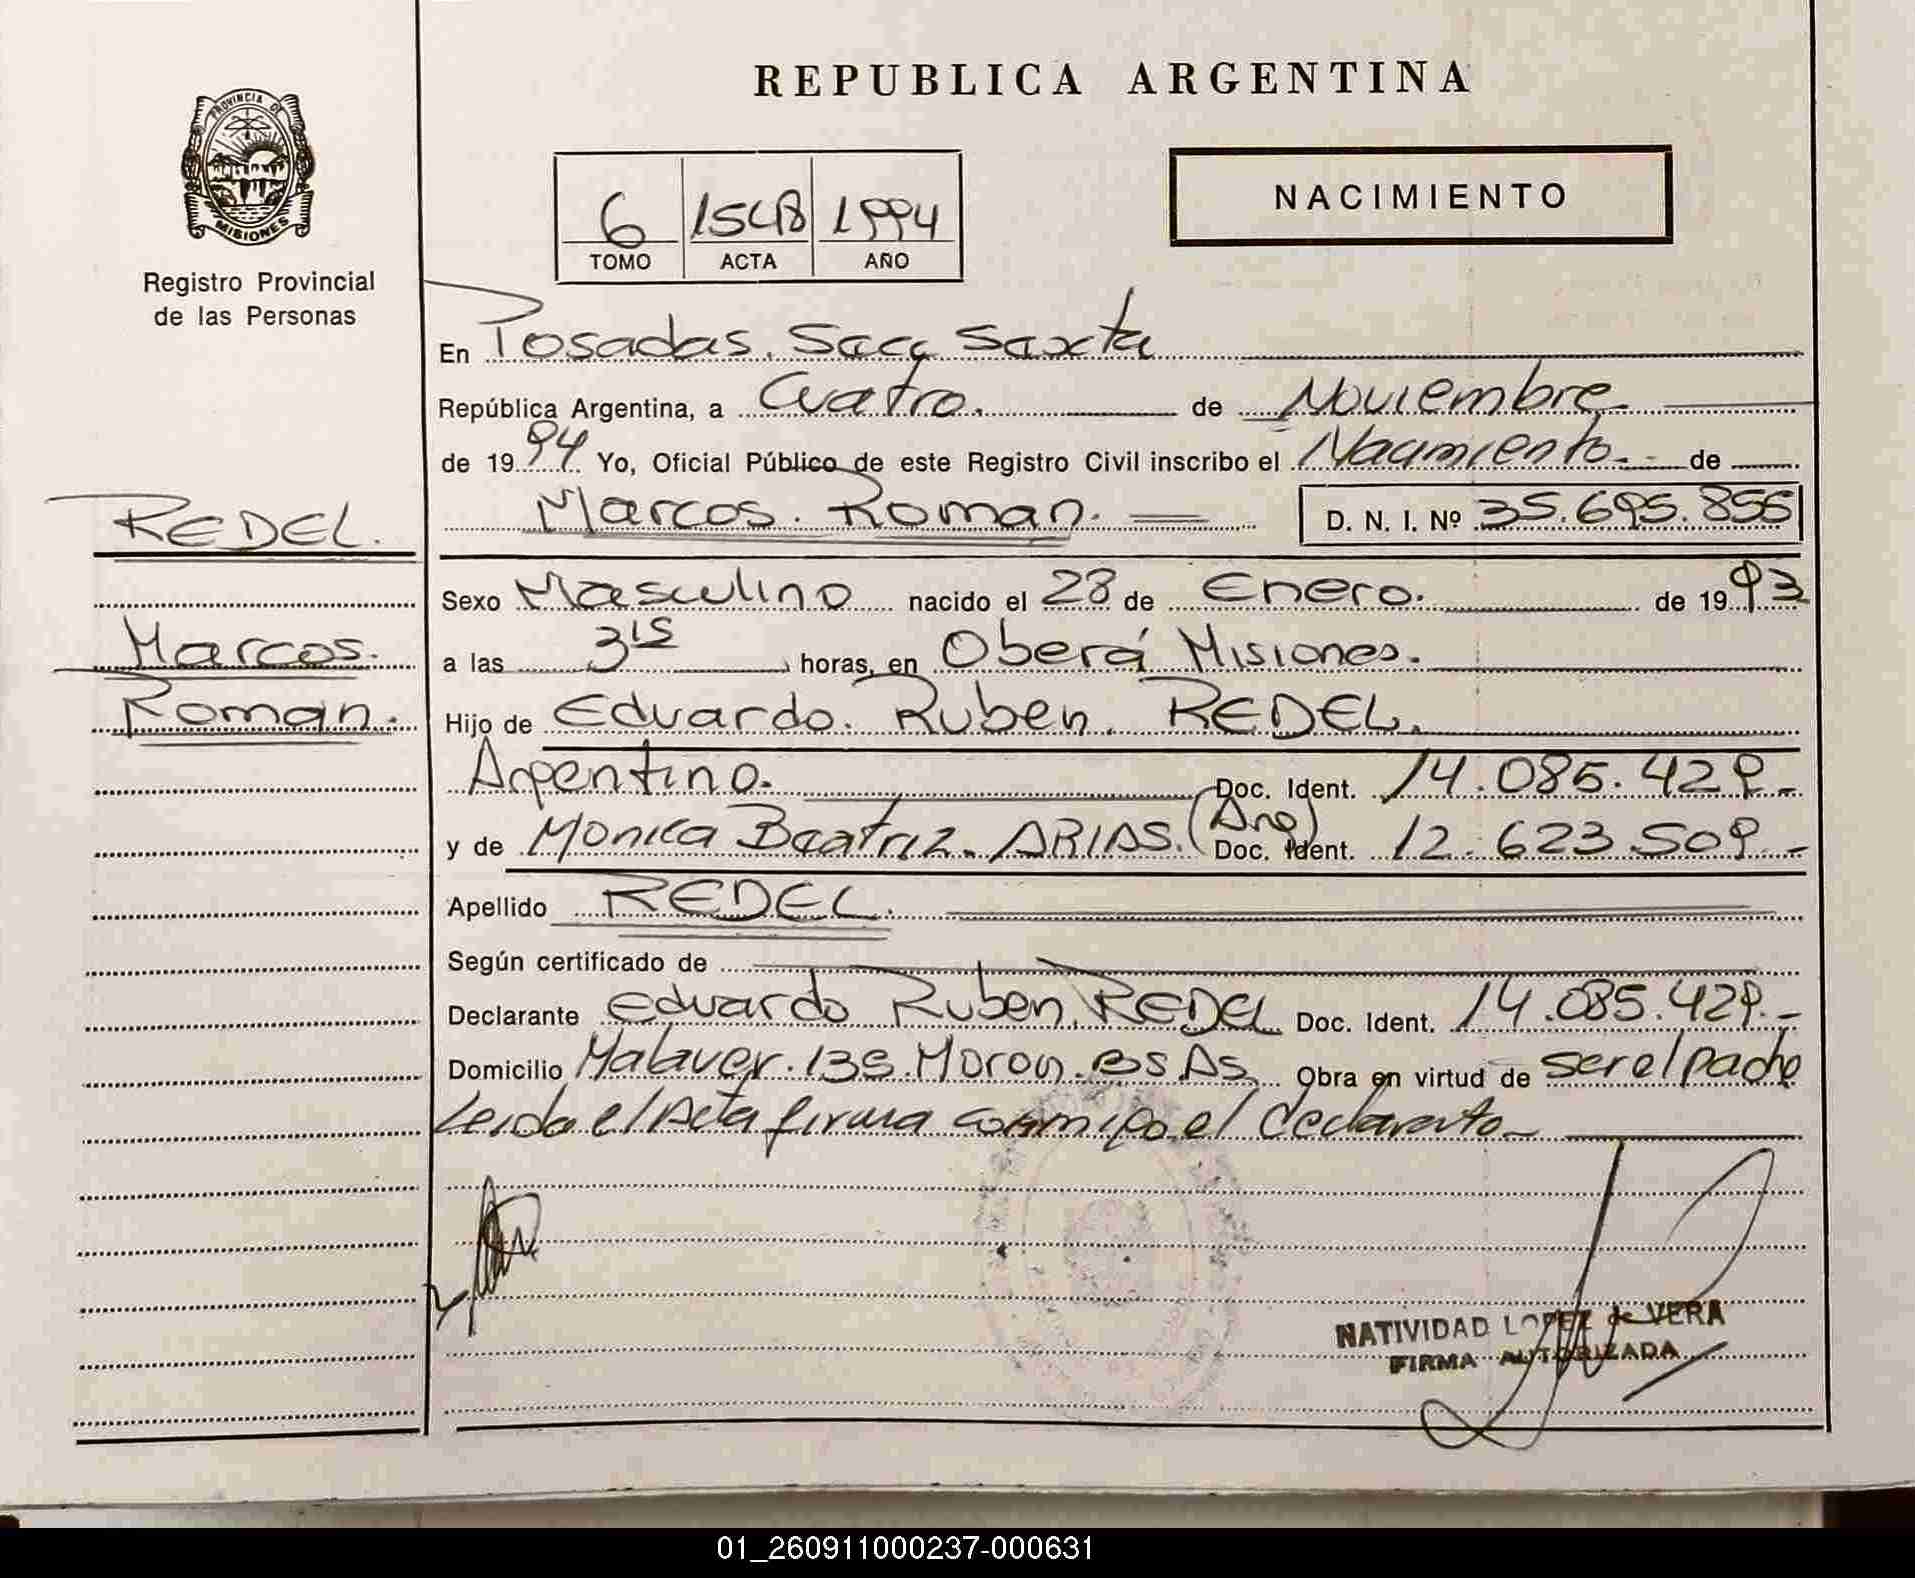 PROVINCIA DE
MISIONES
Registro Provincial
de las Personas
REPUBLICA ARGENTINA
NACIMIENTO
6 1548 1994
TOMO ACTA AÑO
En Posadas. Secc Sexta
República Argentina, a Cuatro. de Noviembre
de 1994 Yo, Oficial Público de este Registro Civil inscribo el Nacimiento. de
Marcos. Roman. D. N. I. Nº 35.695.855
REDEL.
Marcos.
Roman.
Sexo Masculino nacido el 28 de Enero. de 1993
a las 3 15 horas, en Oberá Misiones.
Hijo de Eduardo. Ruben. REDEL.
Argentino. Doc. Ident. 14.085.429-
y de Monica Beatriz. ARIAS. (Arg) Doc. Ident. 12.623.509-
Apellido REDEL.
Según certificado de
Declarante Eduardo Ruben. REDEL Doc. Ident. 14.085.429.-
Domicilio Malaver. 135. Moron. Bs As. Obra en virtud de ser el padre
Leida el Acta firma conmigo el declarante-
NATIVIDAD LOPEZ de VERA
FIRMA AUTORIZADA
01_260911000237-000631